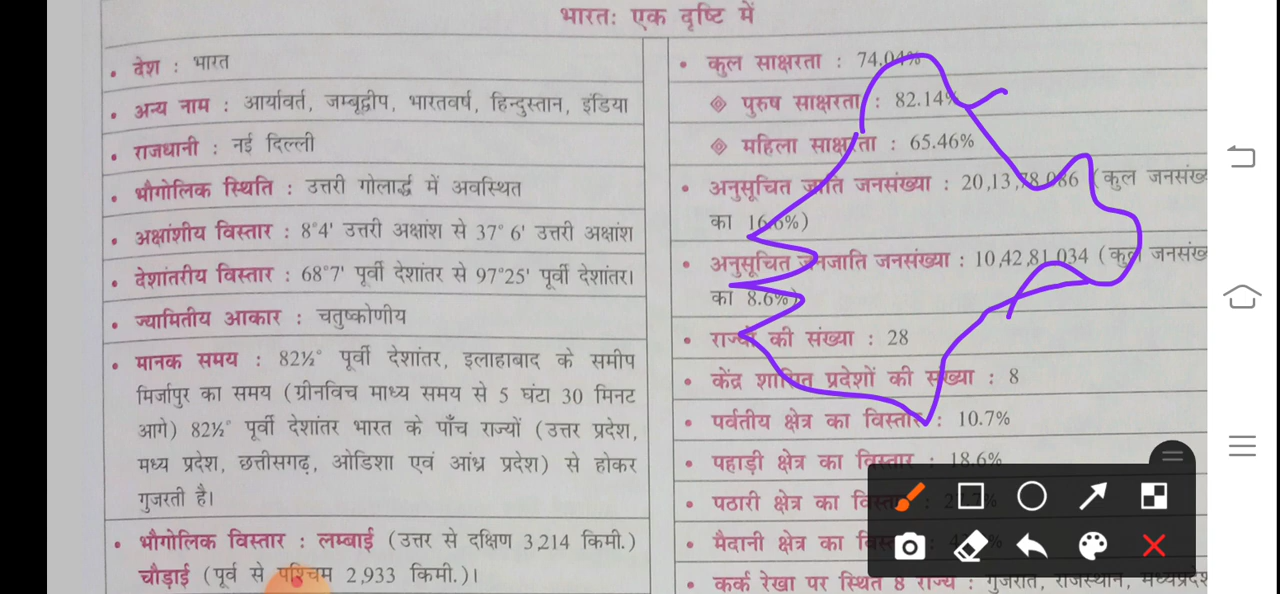 भारतः एक दृष्टि में
• देश : भारत
• अन्य नाम : आर्यावर्त, जम्बूद्वीप, भारतवर्ष, हिन्दुस्तान, इंडिया
• राजधानी : नई दिल्ली
• भौगोलिक स्थिति : उत्तरी गोलार्द्ध में अवस्थित
• अक्षांशीय विस्तार : 8°4' उत्तरी अक्षांश से 37° 6' उत्तरी अक्षांश
• देशांतरीय विस्तार : 68°7' पूर्वी देशांतर से 97°25' पूर्वी देशांतर।
• ज्यामितीय आकार : चतुष्कोणीय
• मानक समय : 82½° पूर्वी देशांतर, इलाहाबाद के समीप
मिर्जापुर का समय (ग्रीनविच माध्य समय से 5 घंटा 30 मिनट
आगे) 82½° पूर्वी देशांतर भारत के पाँच राज्यों (उत्तर प्रदेश,
मध्य प्रदेश, छत्तीसगढ़, ओडिशा एवं आंध्र प्रदेश) से होकर
गुजरती है।
• भौगोलिक विस्तार : लम्बाई (उत्तर से दक्षिण 3,214 किमी.)
चौड़ाई (पूर्व से पश्चिम 2,933 किमी.)।
• कुल साक्षरता : 74.04%
पुरुष साक्षरता : 82.14%
महिला साक्षरता : 65.46%
• अनुसूचित जाति जनसंख्या : 20,13,78,086 (कुल
का 16.6%)
• अनुसूचित जनजाति जनसंख्या : 10,42,81,034 (कुल
का 8.6%)
• राज्यों की संख्या : 28
• केंद्र शासित प्रदेशों की संख्या : 8
• पर्वतीय क्षेत्र का विस्तार : 10.7%
• पहाड़ी क्षेत्र का विस्तार : 18.6%
• पठारी क्षेत्र का विस्तार
• मैदानी क्षेत्र का विस्तार
• कर्क रेखा पर स्थित 8 राज्य : गुजरात, राजस्थान, मध्यप्रदेश